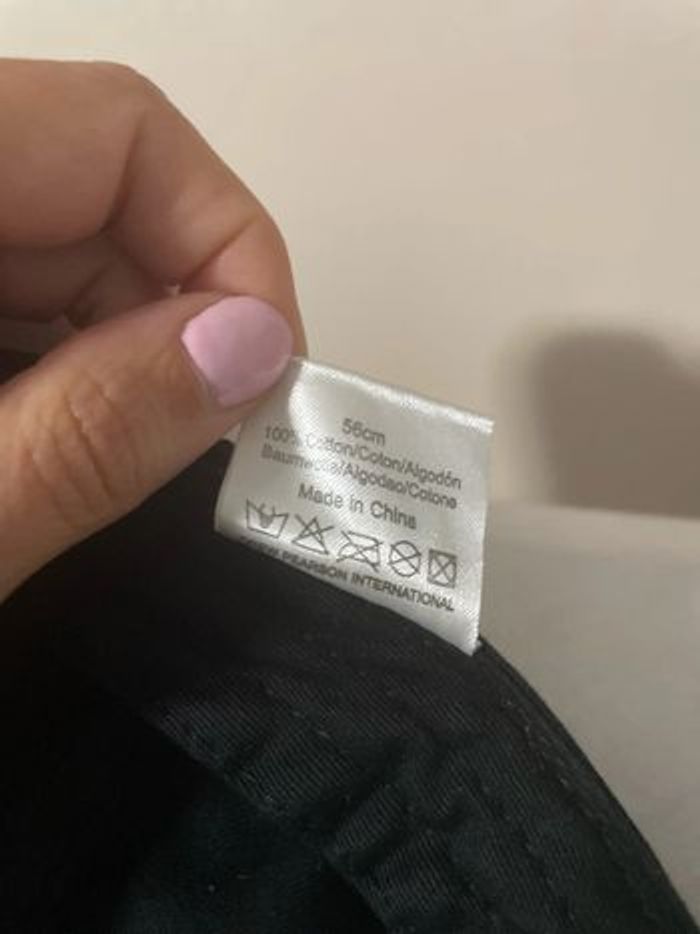 56cm
100% Cotton/Coton/Algodón
Baumwolle/Algodao/Cotone
Made in China
PEARSON INTERNATIONAL